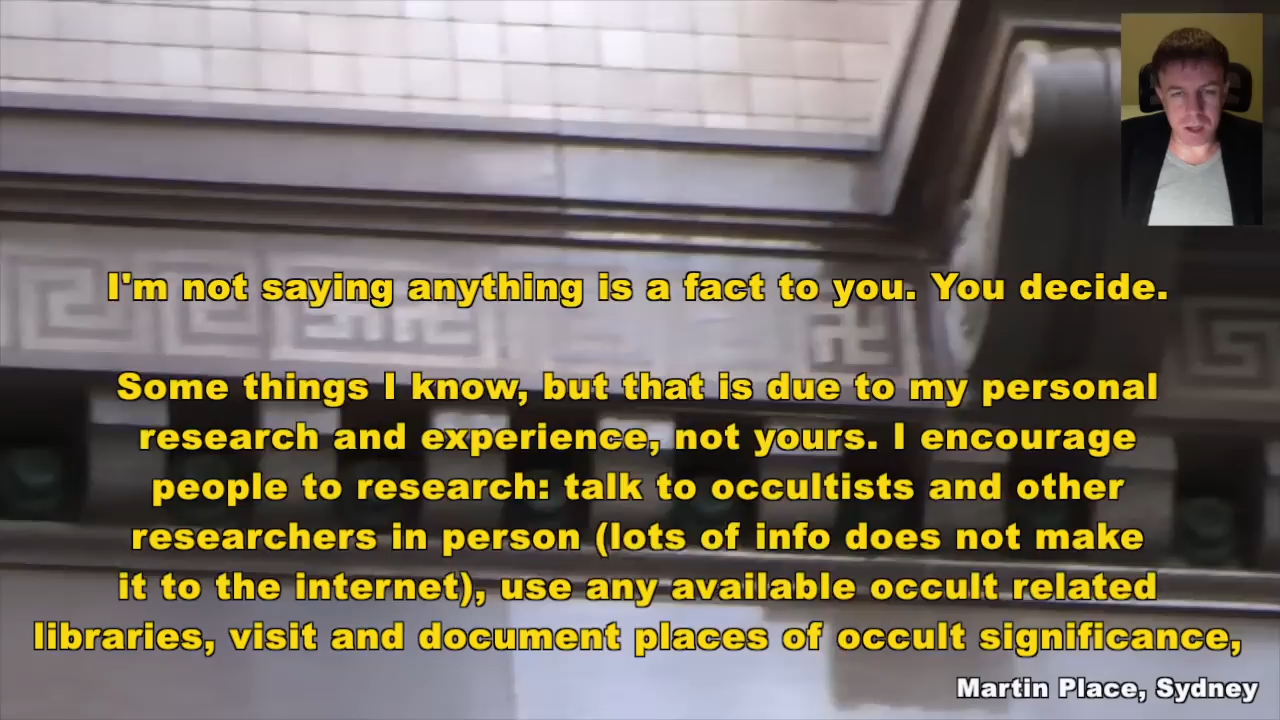 I'm not saying anything is a fact to you. You decide.
Some things I know, but that is due to my personal
research and experience, not yours. I encourage
people to research: talk to occultists and other
researchers in person (lots of info does not make
it to the internet), use any available occult related
libraries, visit and document places of occult significance,
Martin Place, Sydney